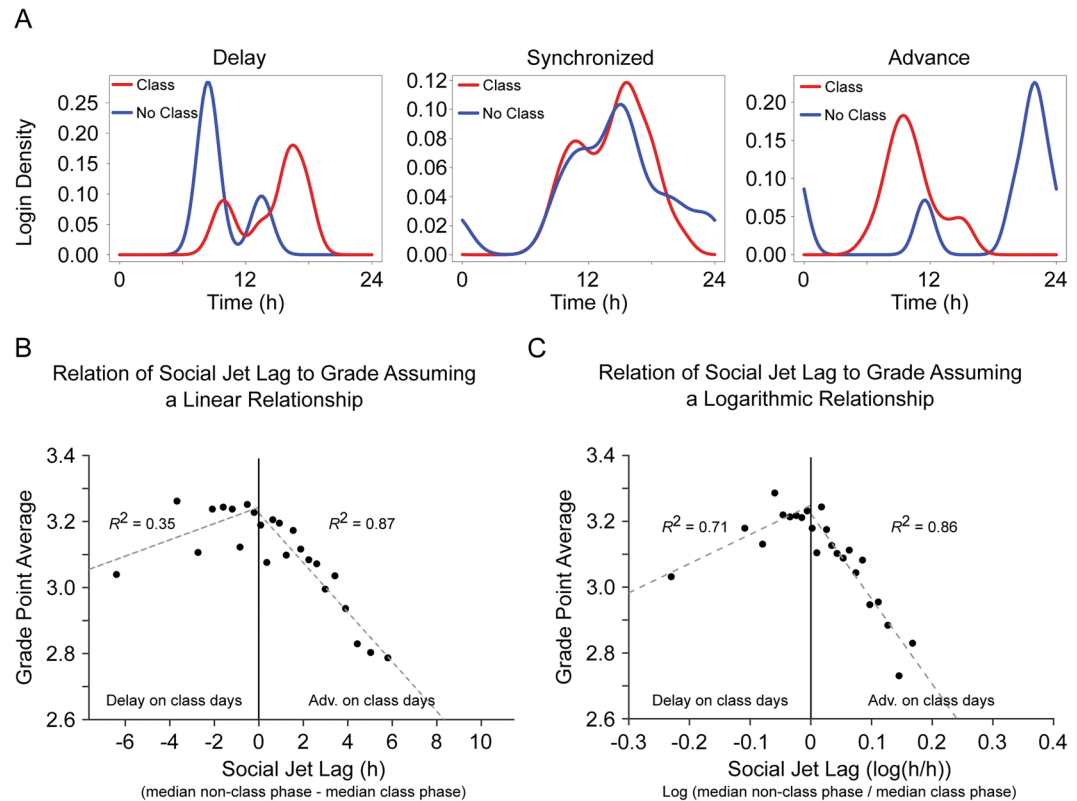 A
Delay
Synchronized
Advance
Login Density
Class
No Class
0.25
0.20
0.15
0.10
0.05
0.00
0
12
24
Time (h)
Class
No Class
0.12
0.10
0.08
0.06
0.04
0.02
0.00
0
12
24
Time (h)
Class
No Class
0.20
0.15
0.10
0.05
0.00
0
12
24
Time (h)
B
Relation of Social Jet Lag to Grade Assuming
a Linear Relationship
Grade Point Average
3.4
3.2
3.0
2.8
2.6
R² = 0.35
R² = 0.87
Delay on class days
Adv. on class days
-6
-4
-2
0
2
4
6
8
10
Social Jet Lag (h)
(median non-class phase - median class phase)
C
Relation of Social Jet Lag to Grade Assuming
a Logarithmic Relationship
Grade Point Average
3.4
3.2
3.0
2.8
2.6
R² = 0.71
R² = 0.86
Delay on class days
Adv. on class days
-0.3
-0.2
-0.1
0
0.1
0.2
0.3
0.4
Social Jet Lag (log(h/h))
Log (median non-class phase / median class phase)